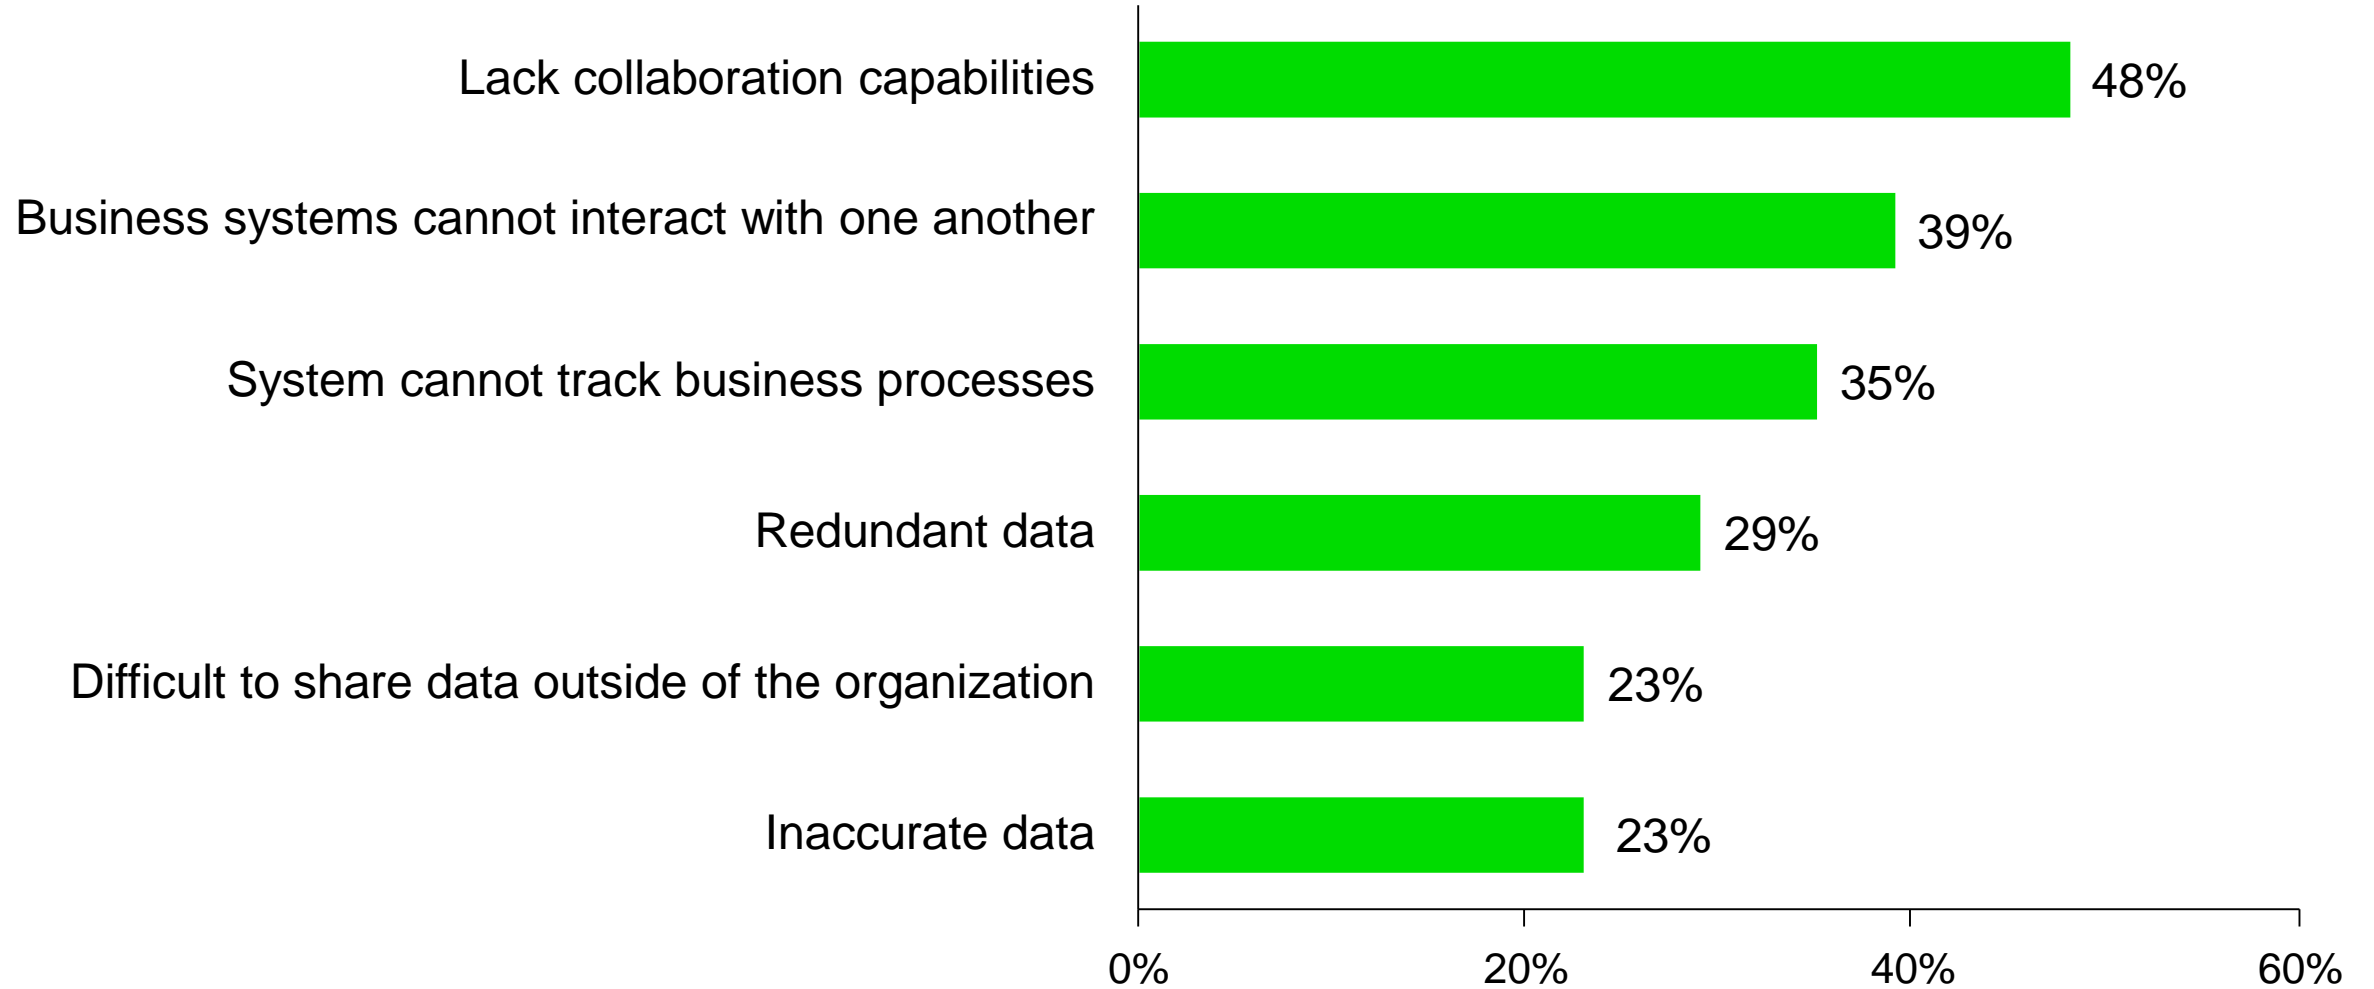 Lack collaboration capabilities 48%
Business systems cannot interact with one another 39%
System cannot track business processes 35%
Redundant data 29%
Difficult to share data outside of the organization 23%
Inaccurate data 23%
0% 20% 40% 60%